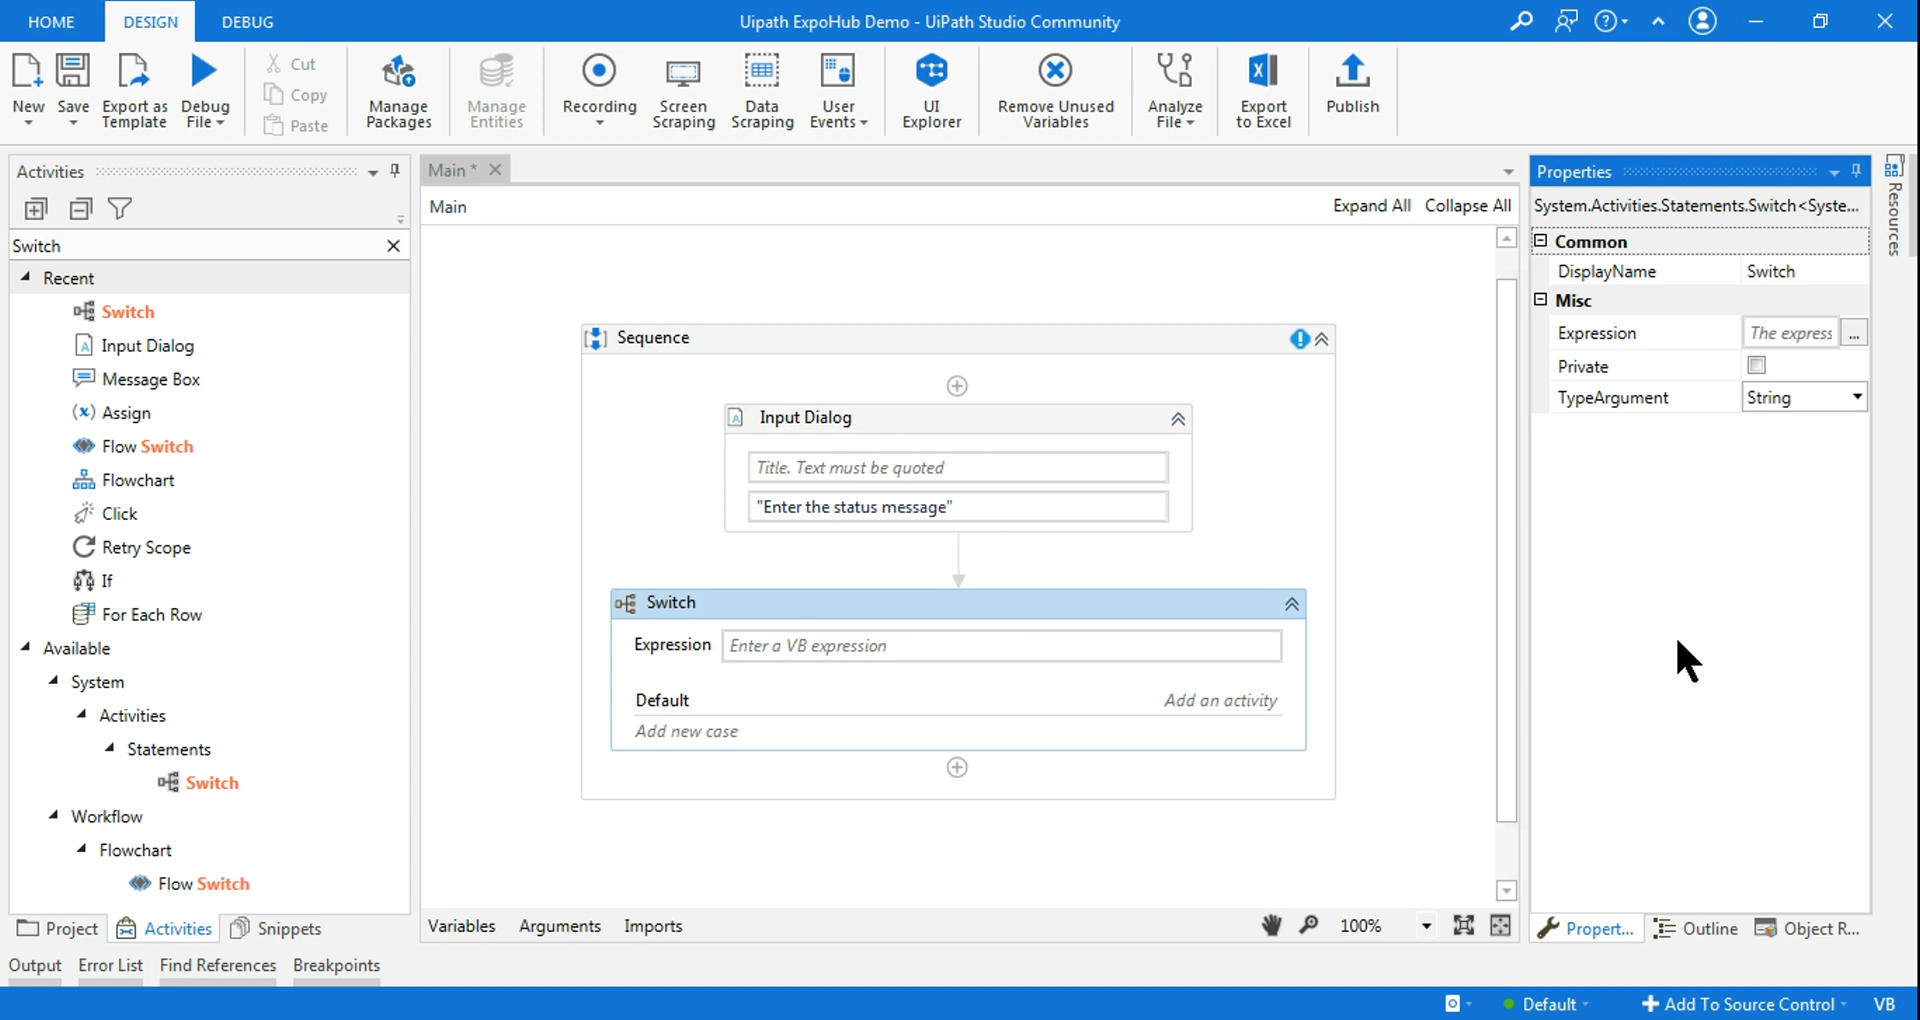 HOME DESIGN DEBUG Uipath ExpoHub Demo - UiPath Studio Community
New Save Export as Template Debug File Cut Copy Paste Manage Packages Manage Entities Recording Screen Scraping Data Scraping User Events UI Explorer Remove Unused Variables Analyze File Export to Excel Publish
Activities
Switch
Recent
Switch
Input Dialog
Message Box
Assign
Flow Switch
Flowchart
Click
Retry Scope
If
For Each Row
Available
System
Activities
Statements
Switch
Workflow
Flowchart
Flow Switch
Project Activities Snippets
Main *
Main Expand All Collapse All
Sequence
Input Dialog
Title. Text must be quoted
"Enter the status message"
Switch
Expression Enter a VB expression
Default Add an activity
Add new case
Variables Arguments Imports 100%
Properties
System.Activities.Statements.Switch<Syste...
Common
DisplayName Switch
Misc
Expression The express ...
Private
TypeArgument String
Propert... Outline Object R...
Resources
Output Error List Find References Breakpoints
Default Add To Source Control VB